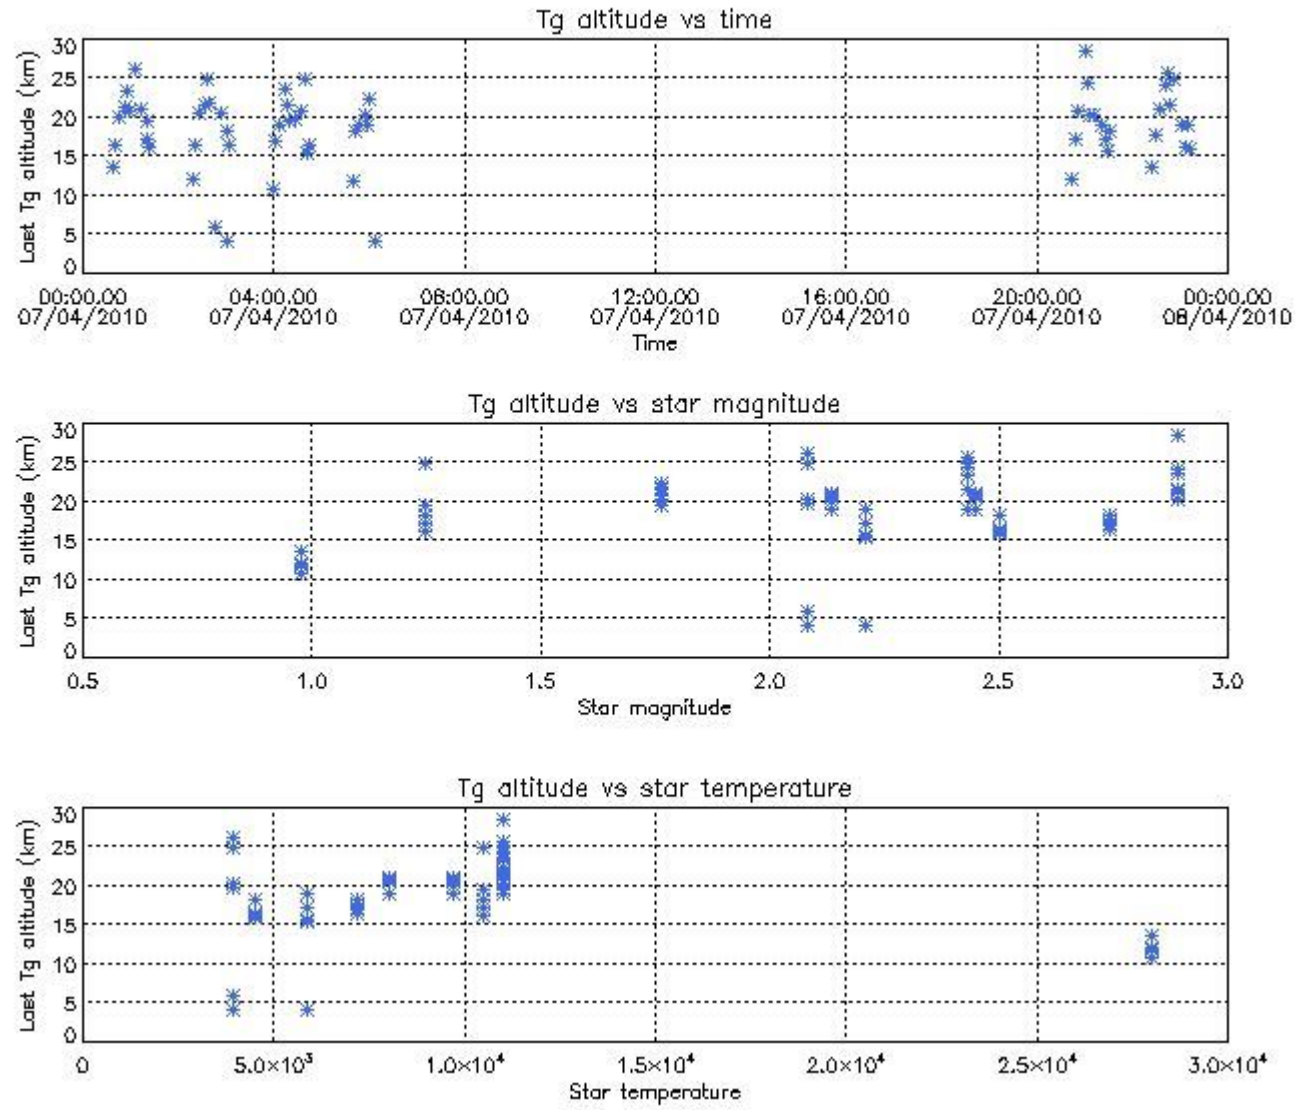 Tg altitude vs time
Last Tg altitude (km)
30
25
20
15
10
5
0
00:00.00 04:00.00 08:00.00 12:00.00 16:00.00 20:00.00 00:00.00
07/04/2010 07/04/2010 07/04/2010 07/04/2010 07/04/2010 07/04/2010 08/04/2010
Time
Tg altitude vs star magnitude
Last Tg altitude (km)
30
25
20
15
10
5
0
0.5 1.0 1.5 2.0 2.5 3.0
Star magnitude
Tg altitude vs star temperature
Last Tg altitude (km)
30
25
20
15
10
5
0
0 5.0×10³ 1.0×10⁴ 1.5×10⁴ 2.0×10⁴ 2.5×10⁴ 3.0×10⁴
Star temperature